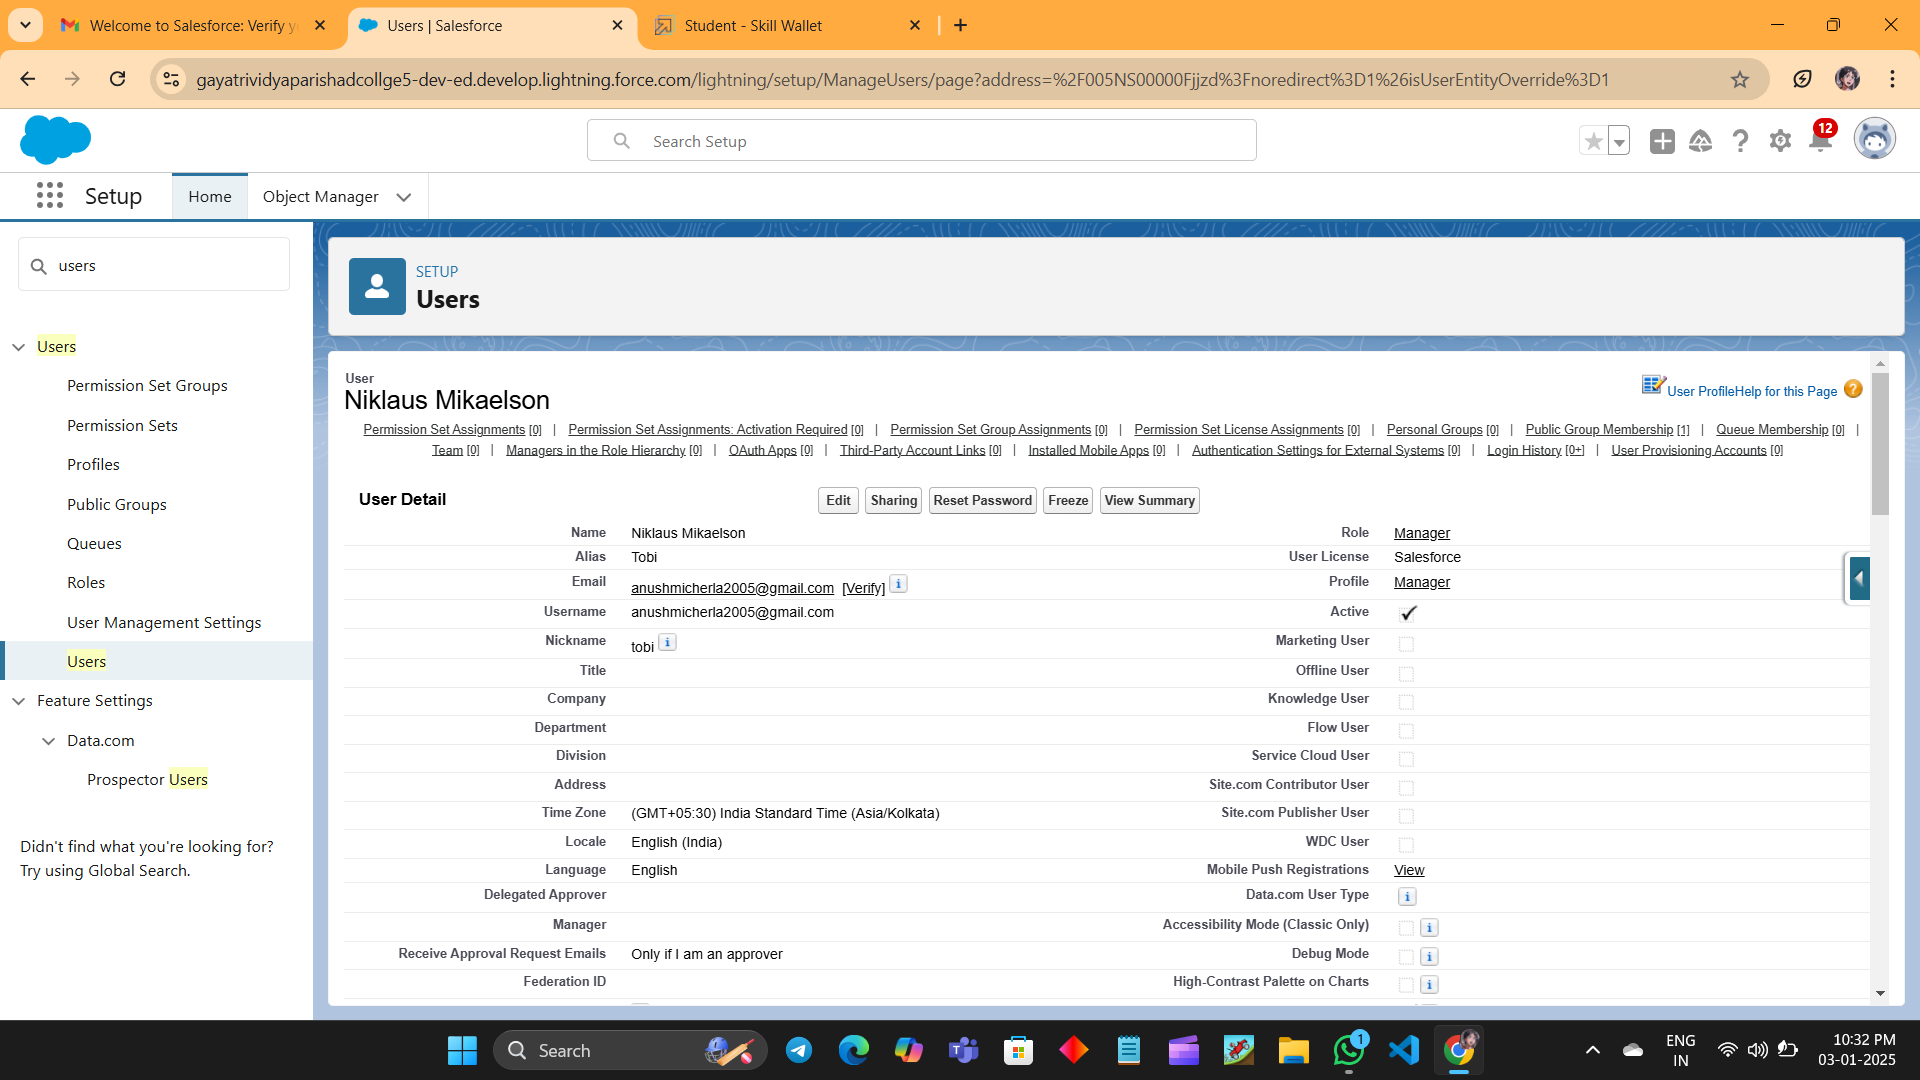 Welcome to Salesforce: Verify y
Users | Salesforce
Student - Skill Wallet
gayatrividyaparishadcollge5-dev-ed.develop.lightning.force.com/lightning/setup/ManageUsers/page?address=%2F005NS00000Fjjzd%3Fnoredirect%3D1%26isUserEntityOverride%3D1
Search Setup
12
Setup
Home
Object Manager
users
Users
Permission Set Groups
Permission Sets
Profiles
Public Groups
Queues
Roles
User Management Settings
Users
Feature Settings
Data.com
Prospector Users
Didn't find what you're looking for?
Try using Global Search.
SETUP
Users
User
Niklaus Mikaelson
User Profile Help for this Page
Permission Set Assignments [0] | Permission Set Assignments: Activation Required [0] | Permission Set Group Assignments [0] | Permission Set License Assignments [0] | Personal Groups [0] | Public Group Membership [1] | Queue Membership [0] |
Team [0] | Managers in the Role Hierarchy [0] | OAuth Apps [0] | Third-Party Account Links [0] | Installed Mobile Apps [0] | Authentication Settings for External Systems [0] | Login History [0+] | User Provisioning Accounts [0]
User Detail
Edit Sharing Reset Password Freeze View Summary
Name Niklaus Mikaelson Role Manager
Alias Tobi User License Salesforce
Email anushmicherla2005@gmail.com [Verify] i Profile Manager
Username anushmicherla2005@gmail.com Active
Nickname tobi i Marketing User
Title Offline User
Company Knowledge User
Department Flow User
Division Service Cloud User
Address Site.com Contributor User
Time Zone (GMT+05:30) India Standard Time (Asia/Kolkata) Site.com Publisher User
Locale English (India) WDC User
Language English Mobile Push Registrations View
Delegated Approver Data.com User Type i
Manager Accessibility Mode (Classic Only) i
Receive Approval Request Emails Only if I am an approver Debug Mode i
Federation ID High-Contrast Palette on Charts i
Search
1
ENG
IN
10:32 PM
03-01-2025